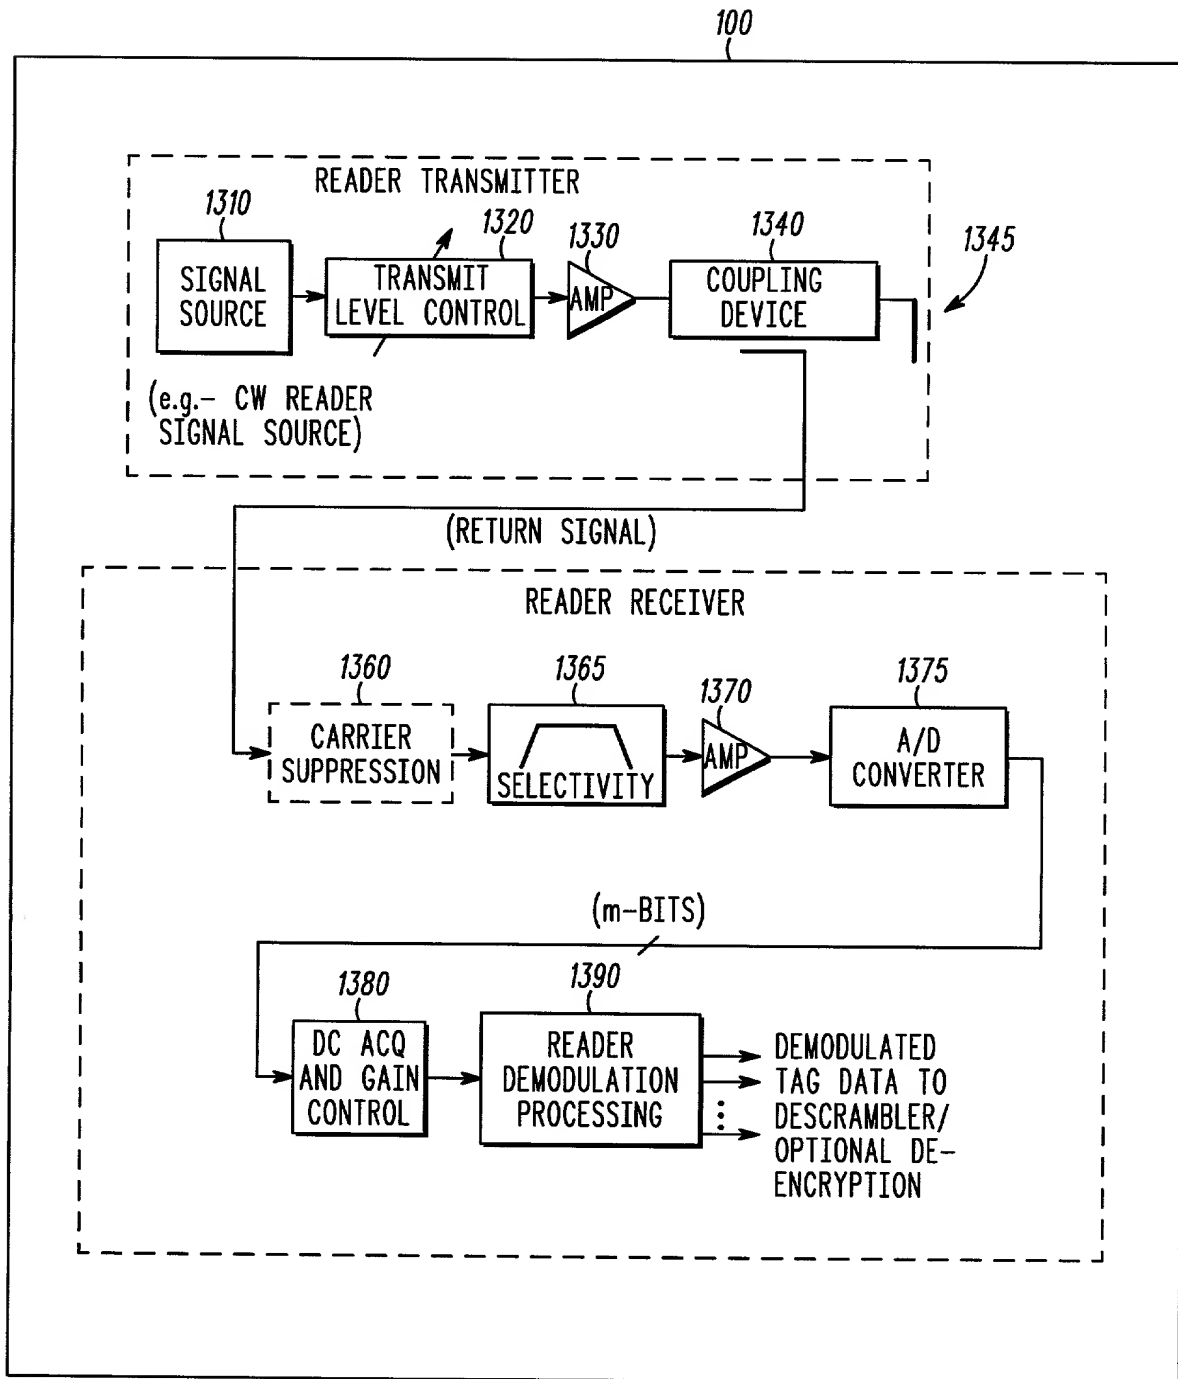 100
READER TRANSMITTER
1310
1320
1330
1340
1345
SIGNAL
SOURCE
TRANSMIT
LEVEL CONTROL
AMP
COUPLING
DEVICE
(e.g.- CW READER
SIGNAL SOURCE)
(RETURN SIGNAL)
READER RECEIVER
1360
1365
1370
1375
CARRIER
SUPPRESSION
SELECTIVITY
AMP
A/D
CONVERTER
(m-BITS)
1380
1390
DC ACQ
AND GAIN
CONTROL
READER
DEMODULATION
PROCESSING
DEMODULATED
TAG DATA TO
DESCRAMBLER/
OPTIONAL DE-
ENCRYPTION